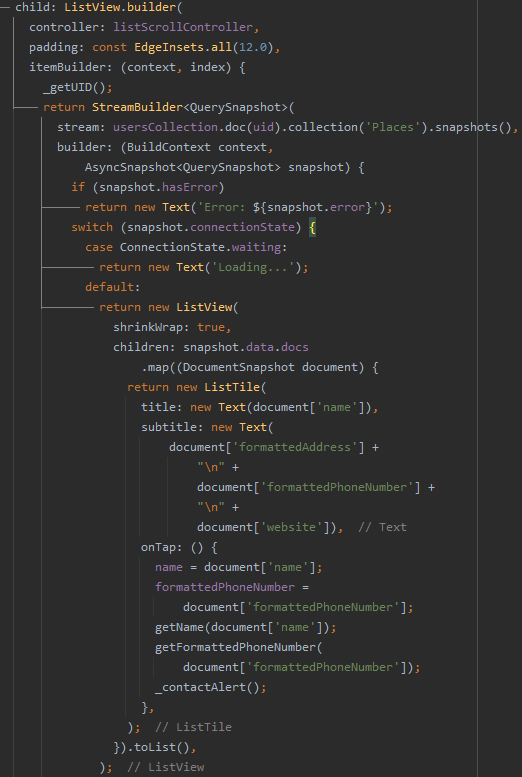 child: ListView.builder(
controller: listScrollController,
padding: const EdgeInsets.all(12.0),
itemBuilder: (context, index) {
_getUID();
return StreamBuilder<QuerySnapshot>(
stream: usersCollection.doc(uid).collection('Places').snapshots(),
builder: (BuildContext context,
AsyncSnapshot<QuerySnapshot> snapshot) {
if (snapshot.hasError)
return new Text('Error: ${snapshot.error}');
switch (snapshot.connectionState) {
case ConnectionState.waiting:
return new Text('Loading...');
default:
return new ListView(
shrinkWrap: true,
children: snapshot.data.docs
.map((DocumentSnapshot document) {
return new ListTile(
title: new Text(document['name']),
subtitle: new Text(
document['formattedAddress'] +
"\n" +
document['formattedPhoneNumber'] +
"\n" +
document['website']),  // Text
onTap: () {
name = document['name'];
formattedPhoneNumber =
document['formattedPhoneNumber'];
getName(document['name']);
getFormattedPhoneNumber(
document['formattedPhoneNumber']);
_contactAlert();
},
);  // ListTile
}).toList(),
);  // ListView